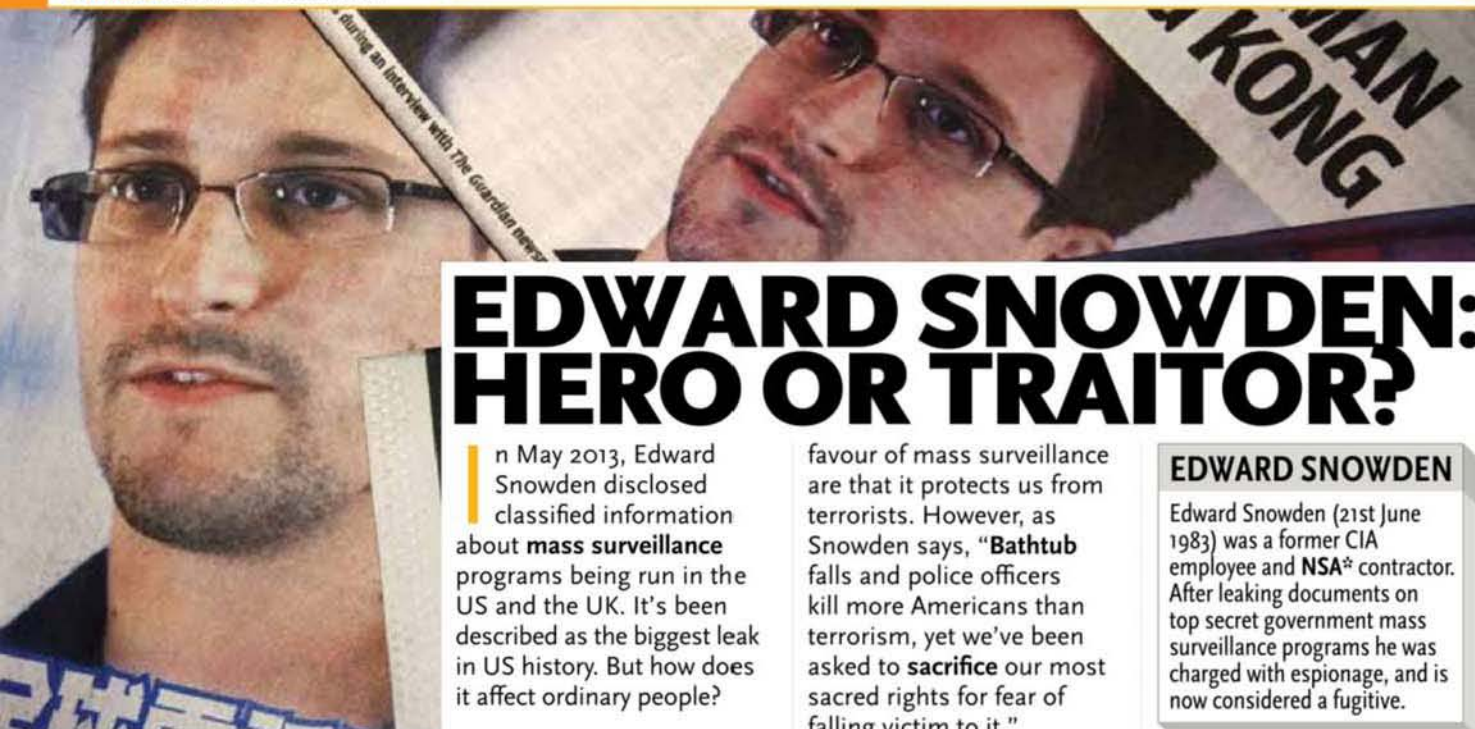 during an interview with The Guardian news
MAN
KONG
EDWARD SNOWDEN:
HERO OR TRAITOR?
In May 2013, Edward
Snowden disclosed
classified information
about mass surveillance
programs being run in the
US and the UK. It's been
described as the biggest leak
in US history. But how does
it affect ordinary people?
favour of mass surveillance
are that it protects us from
terrorists. However, as
Snowden says, “Bathtub
falls and police officers
kill more Americans than
terrorism, yet we've been
asked to sacrifice our most
sacred rights for fear of
falling victim to it.”
EDWARD SNOWDEN
Edward Snowden (21st June
1983) was a former CIA
employee and NSA* contractor.
After leaking documents on
top secret government mass
surveillance programs he was
charged with espionage, and is
now considered a fugitive.